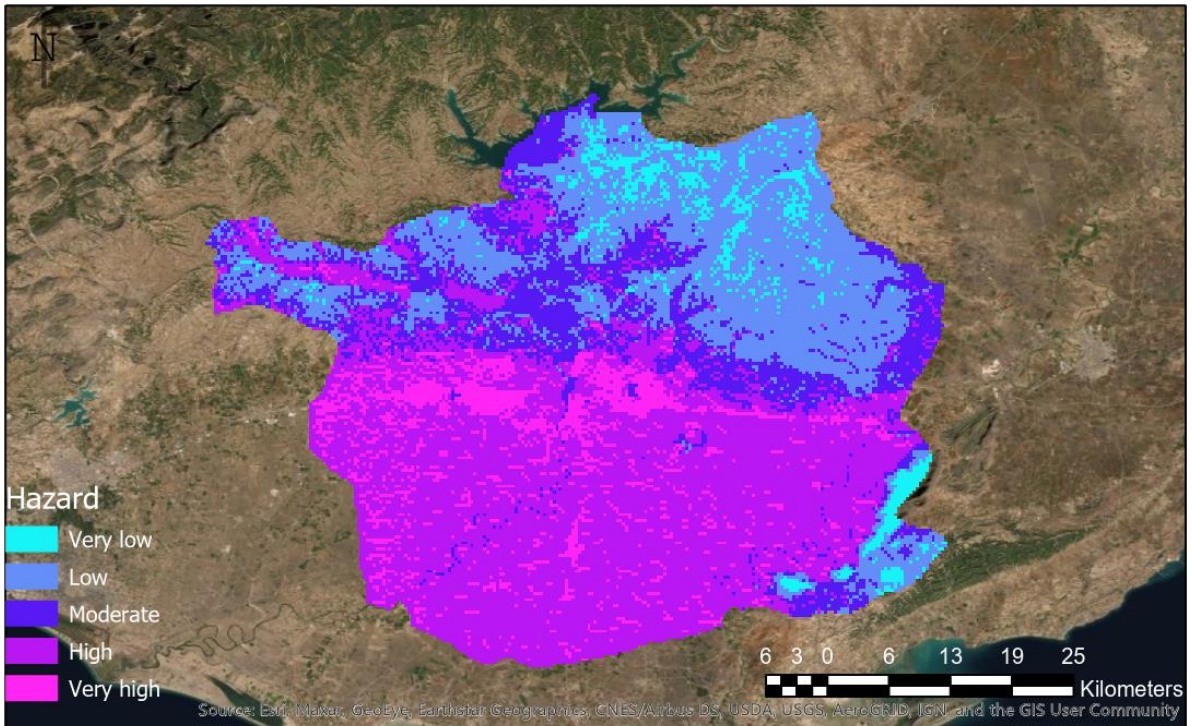 N
Hazard
Very low
Low
Moderate
High
Very high
6 3 0 6 13 19 25
Kilometers
Source: Esri, Maxar, GeoEye, Earthstar Geographics, CNES/Airbus DS, USDA, USGS, AeroGRID, IGN, and the GIS User Community